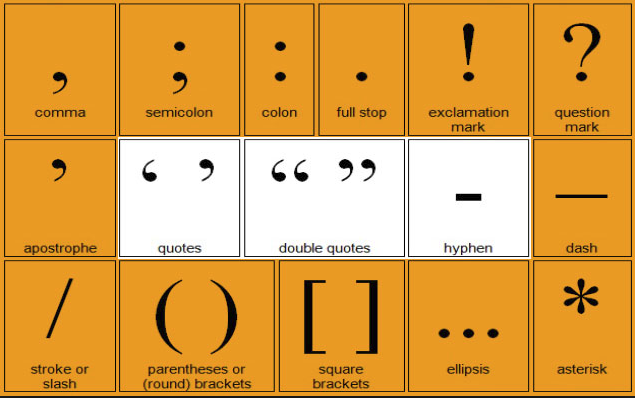 , ; : . ! ?
comma semicolon colon full stop exclamation mark question mark
’ ‘ ’ “ ” - —
apostrophe quotes double quotes hyphen dash
/ ( ) [ ] ... *
stroke or slash parentheses or (round) brackets square brackets ellipsis asterisk